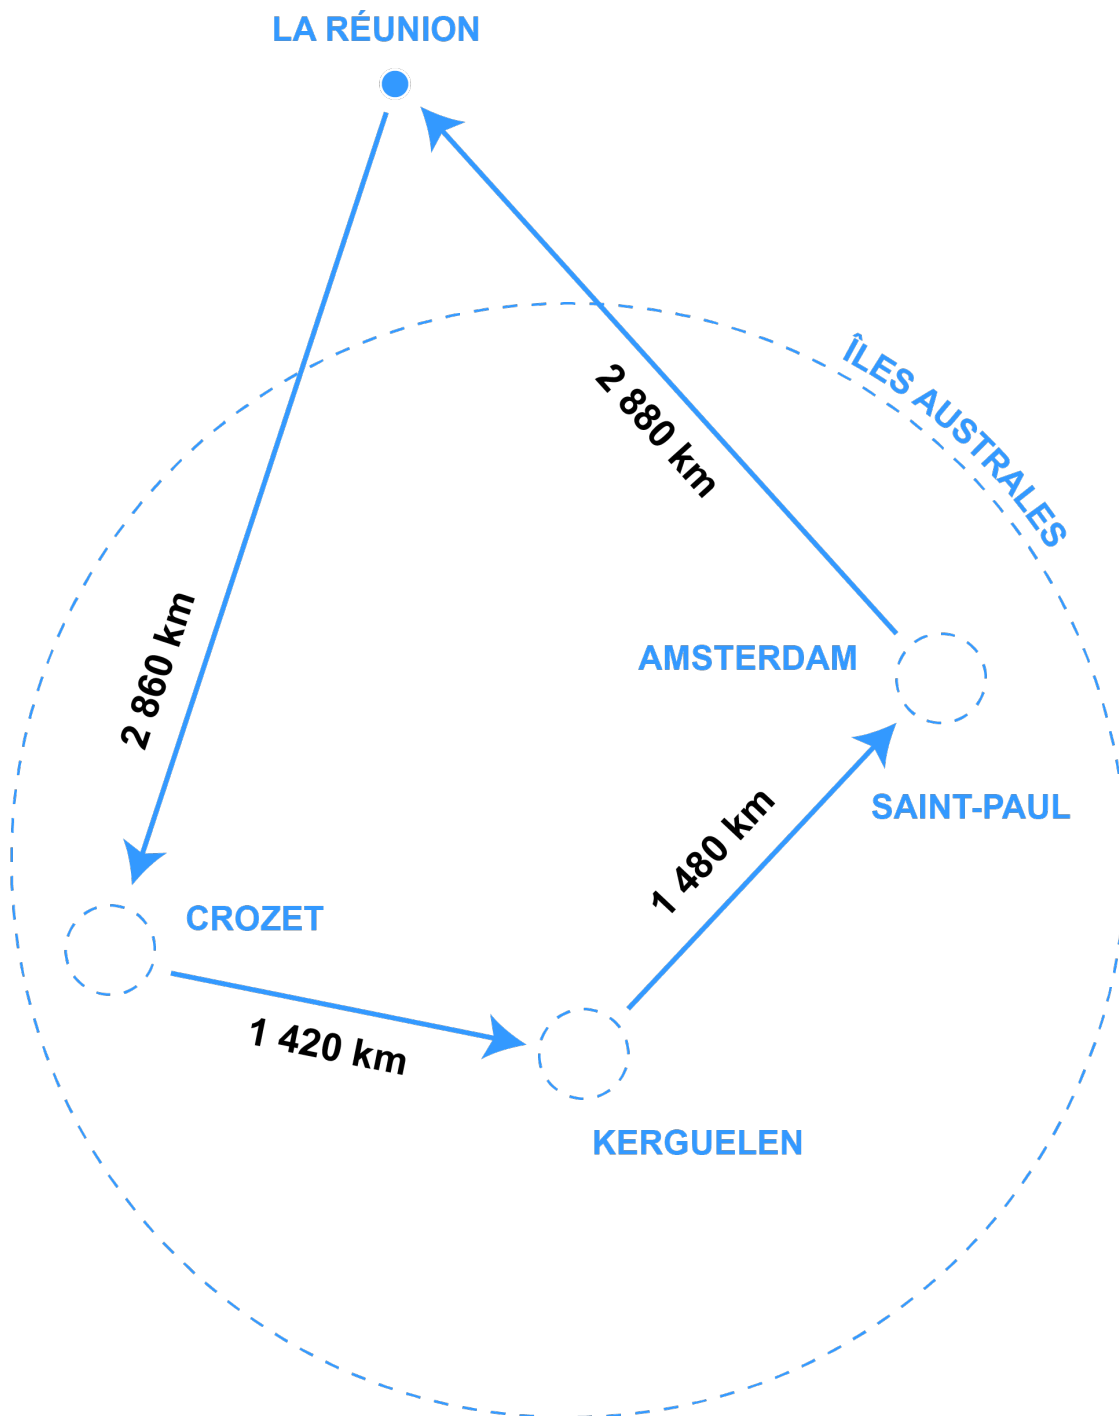 LA RÉUNION
ÎLES AUSTRALES
2 880 km
2 860 km
AMSTERDAM
SAINT-PAUL
1 480 km
CROZET
1 420 km
KERGUELEN